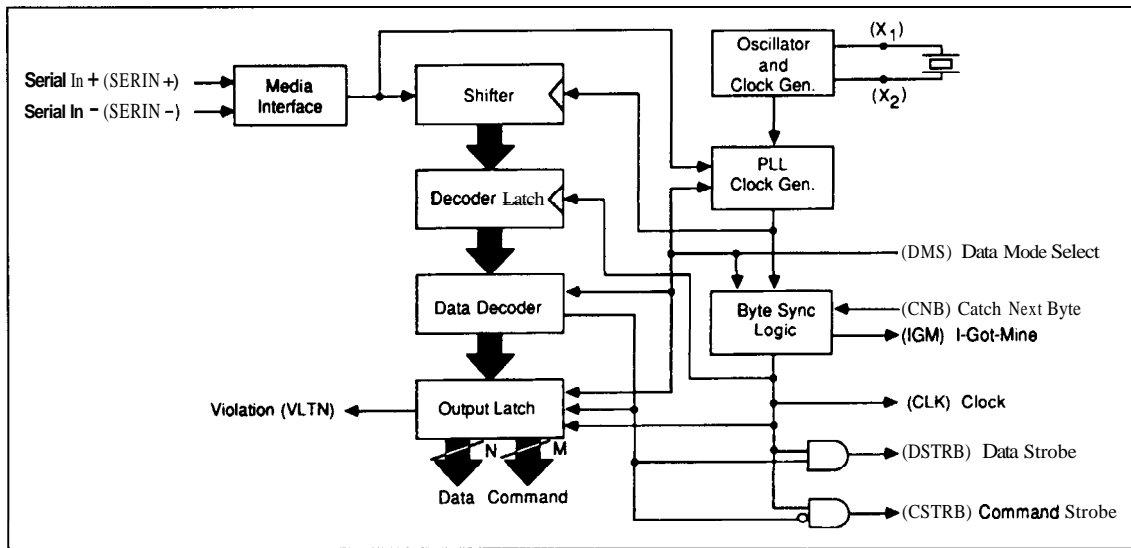 (X1)
Oscillator
and
Clock Gen.
(X2)
Serial In + (SERIN +)
Serial In − (SERIN −)
Media
Interface
Shifter
PLL
Clock Gen.
Decoder Latch
(DMS) Data Mode Select
Data Decoder
Byte Sync
Logic
(CNB) Catch Next Byte
(IGM) I-Got-Mine
Violation (VLTN)
Output Latch
(CLK) Clock
N
M
(DSTRB) Data Strobe
Data Command
(CSTRB) Command Strobe